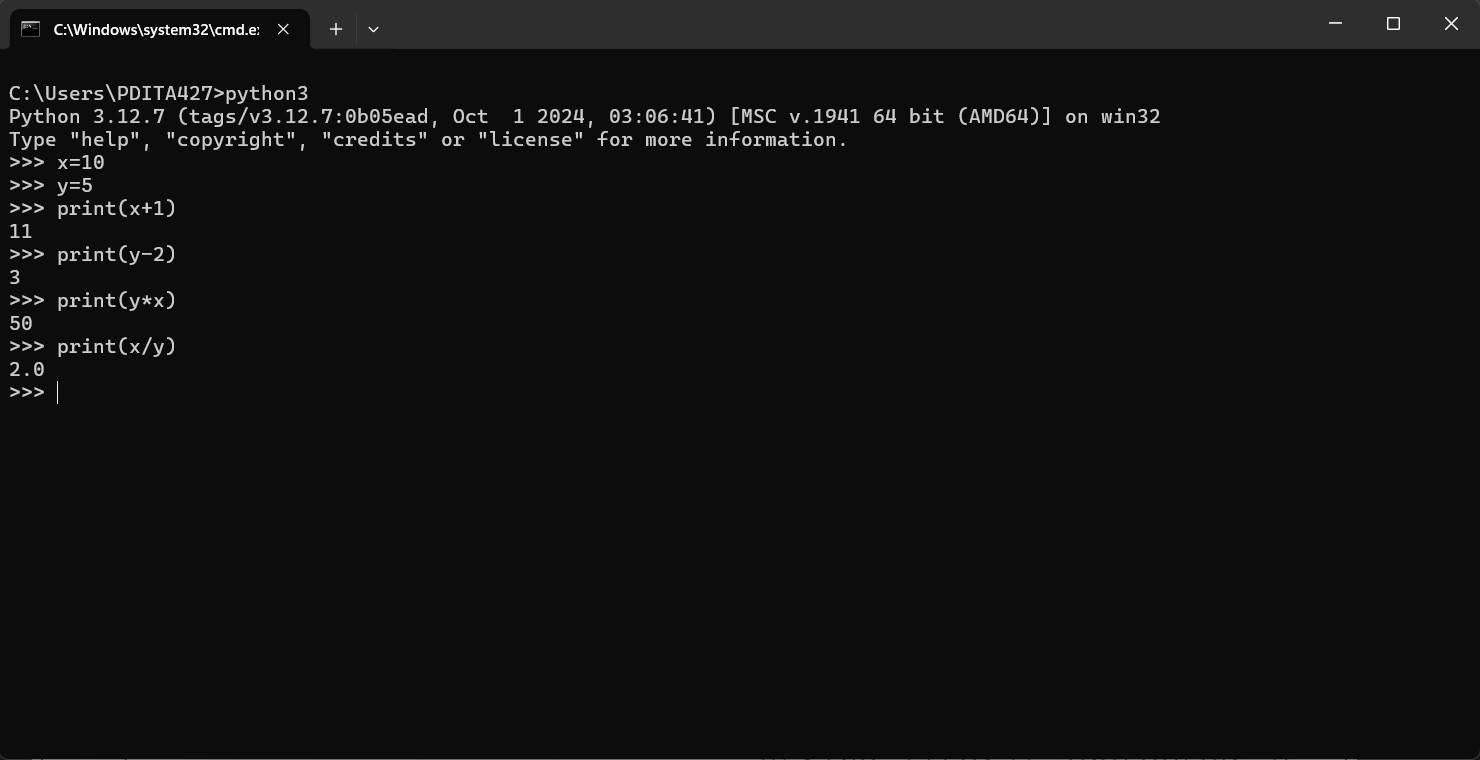 C:\Windows\system32\cmd.e:
C:\Users\PDITA427>python3
Python 3.12.7 (tags/v3.12.7:0b05ead, Oct  1 2024, 03:06:41) [MSC v.1941 64 bit (AMD64)] on win32
Type "help", "copyright", "credits" or "license" for more information.
>>> x=10
>>> y=5
>>> print(x+1)
11
>>> print(y-2)
3
>>> print(y*x)
50
>>> print(x/y)
2.0
>>>